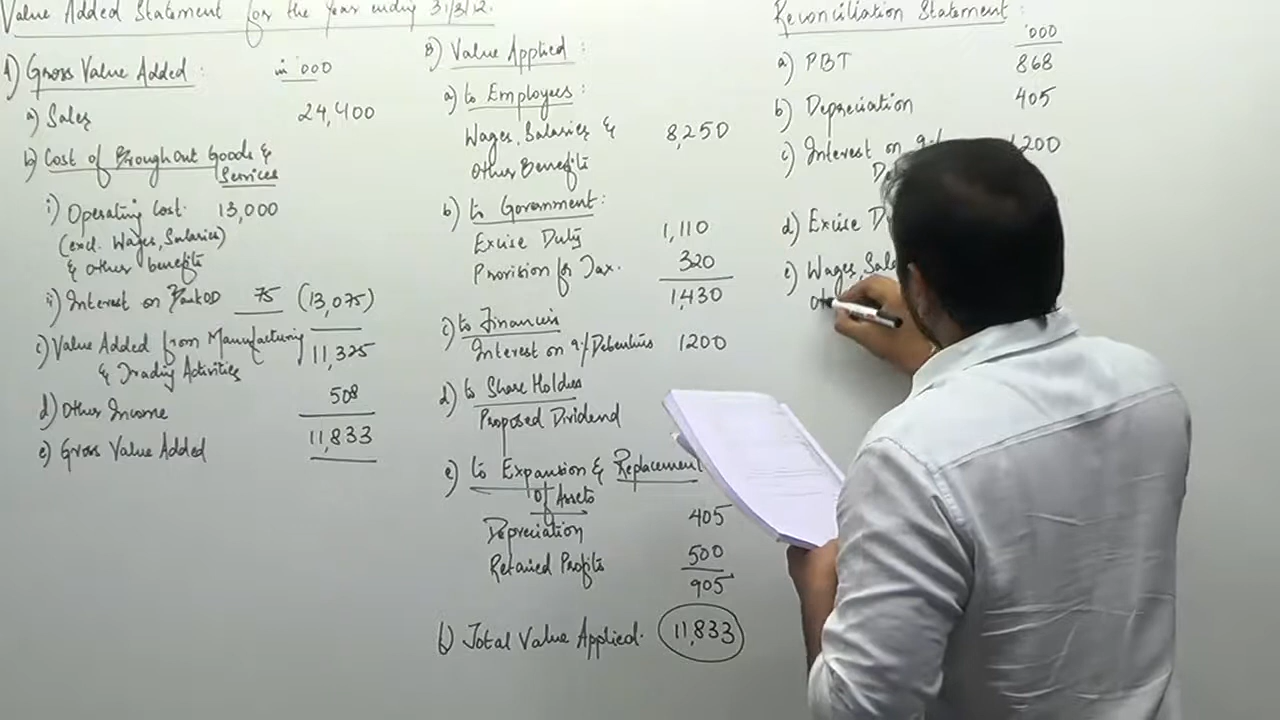 Value Added Statement for the Year ending 31/3/12.
A) Gross Value Added : in '000
a) Sales 24,400
b) Cost of Broughout Goods &
Services
i) Operating Cost 13,000
(excl. Wages, Salaries)
& other benefits
ii) Interest on Bank OD 75 (13,075)
c) Value Added from Manufacturing 11,325
& Trading Activities
d) Other Income 508
e) Gross Value Added 11,833
B) Value Applied :
a) to Employees :
Wages, Salaries & 8,250
Other Benefits
b) to Government :
Excise Duty 1,110
Provision for Tax. 320
1,430
c) to Financiers
Interest on 9% Debentures 1200
d) to Share Holders
Proposed Dividend
e) to Expansion & Replacement
Of Assets
Depreciation 405
Retained Profits 500
905
f) Total Value Applied. 11,833
Reconciliation Statement :
'000
a) PBT 868
b) Depreciation 405
c) Interest on 9% 1200
d) Excise
e) Wages,